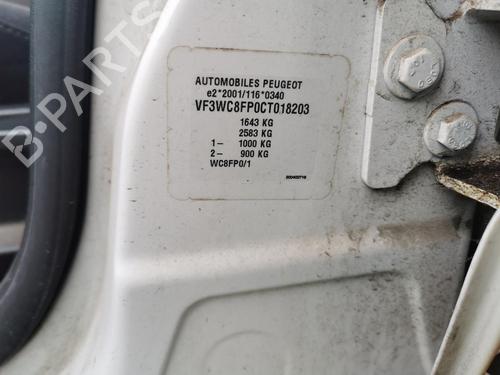 AUTOMOBILES PEUGEOT
e2*2001/116*0340
VF3WC8FP0CT018203
1643 KG
2583 KG
1- 1000 KG
2- 900 KG
WC8FP0/1